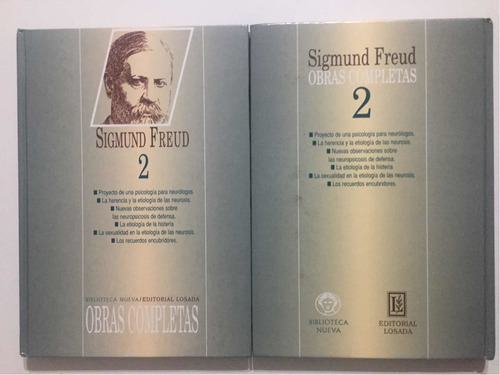 SIGMUND FREUD
2
■ Proyecto de una psicología para neurólogos.
■ La herencia y la etiología de las neurosis.
■ Nuevas observaciones sobre
las neuropsicosis de defensa.
■ La etiología de la histeria
■ La sexualidad en la etiología de las neurosis.
■ Los recuerdos encubridores.
BIBLIOTECA NUEVA/EDITORIAL LOSADA
OBRAS COMPLETAS
Sigmund Freud
OBRAS COMPLETAS
2
■ Proyecto de una psicología para neurólogos.
■ La herencia y la etiología de las neurosis.
■ Nuevas observaciones sobre
las neuropsicosis de defensa.
■ La etiología de la histeria
■ La sexualidad en la etiología de las neurosis.
■ Los recuerdos encubridores.
BIBLIOTECA
NUEVA
EDITORIAL
LOSADA